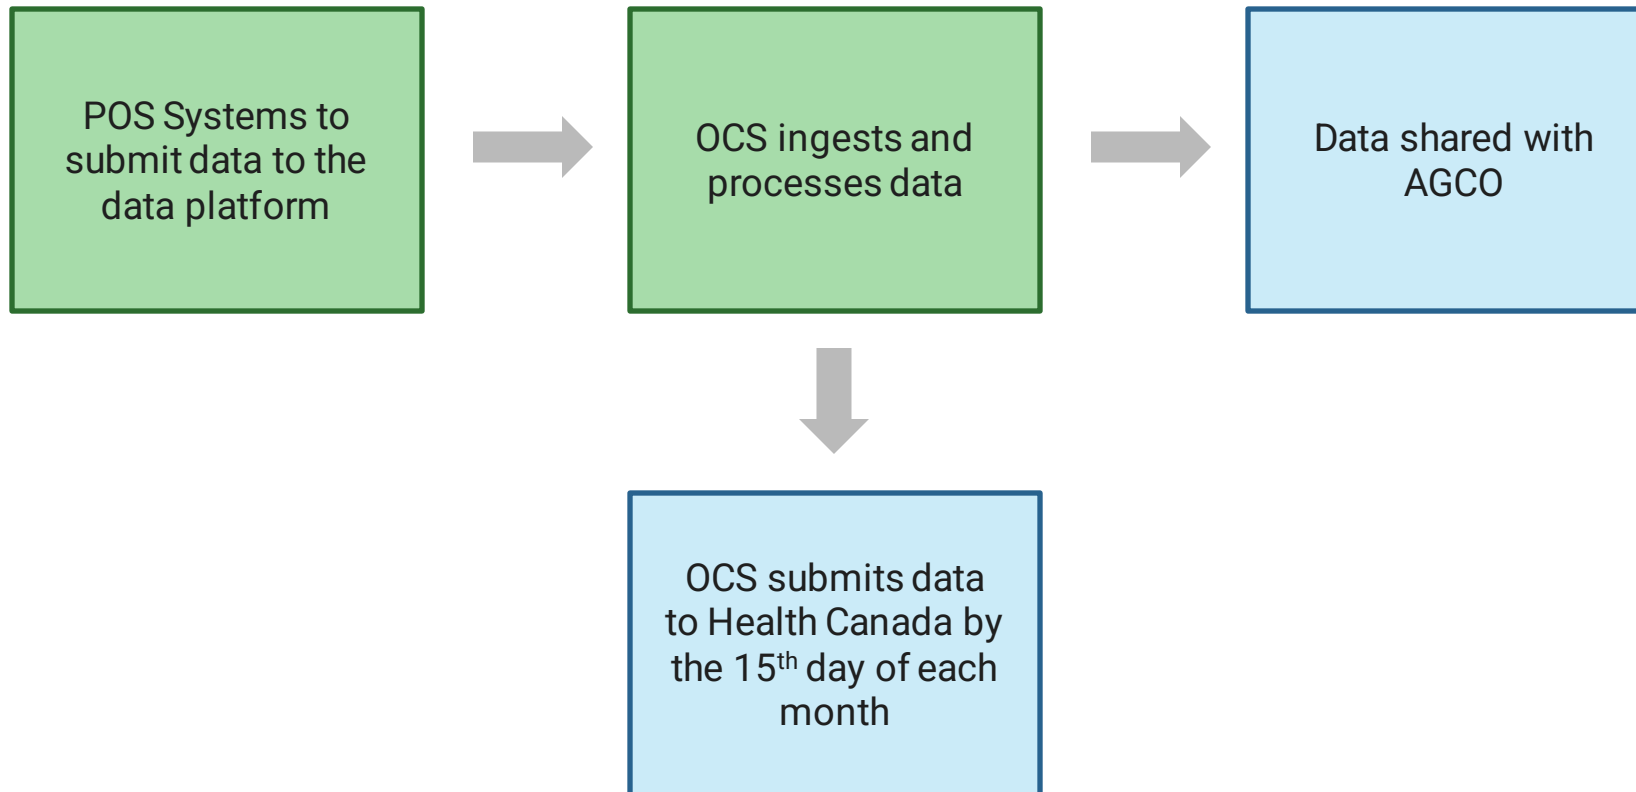 POS Systems to
submit data to the
data platform
OCS ingests and
processes data
Data shared with
AGCO
OCS submits data
to Health Canada by
the 15th day of each
month